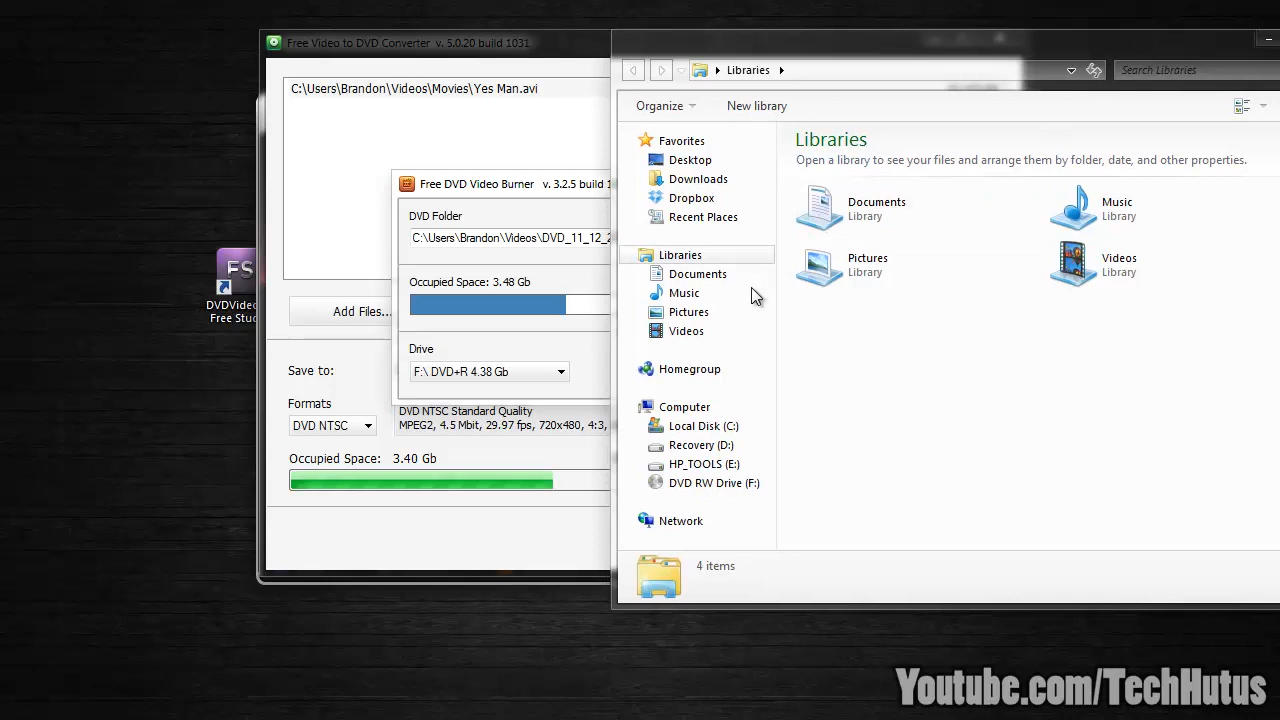 Free Video to DVD Converter v. 5.0.20 build 1031
C:\Users\Brandon\Videos\Movies\Yes Man.avi
Free DVD Video Burner v. 3.2.5 build 1
DVD Folder
C:\Users\Brandon\Videos\DVD_11_12_2
Occupied Space: 3.48 Gb
Drive
F:\ DVD+R 4.38 Gb
FS
DVDVideo
Free Stud
Add Files...
Save to:
Formats
DVD NTSC
DVD NTSC Standard Quality
MPEG2, 4.5 Mbit, 29.97 fps, 720x480, 4:3,
Occupied Space: 3.40 Gb
Libraries
Search Libraries
Organize
New library
Favorites
Desktop
Downloads
Dropbox
Recent Places
Libraries
Documents
Music
Pictures
Videos
Homegroup
Computer
Local Disk (C:)
Recovery (D:)
HP_TOOLS (E:)
DVD RW Drive (F:)
Network
Libraries
Open a library to see your files and arrange them by folder, date, and other properties.
Documents
Library
Music
Library
Pictures
Library
Videos
Library
4 items
Youtube.com/TechHutus